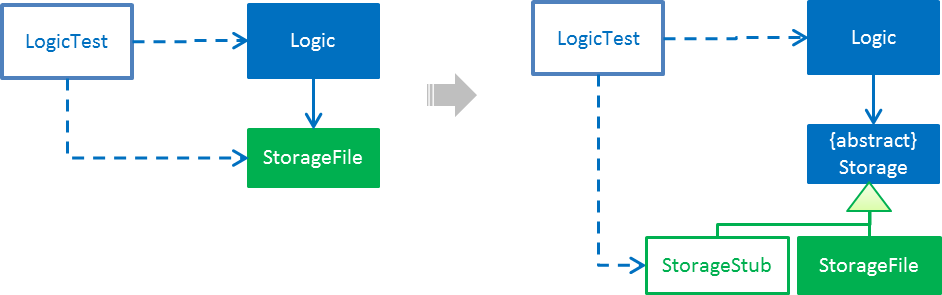 LogicTest
Logic
StorageFile
LogicTest
Logic
{abstract}
Storage
StorageStub
StorageFile